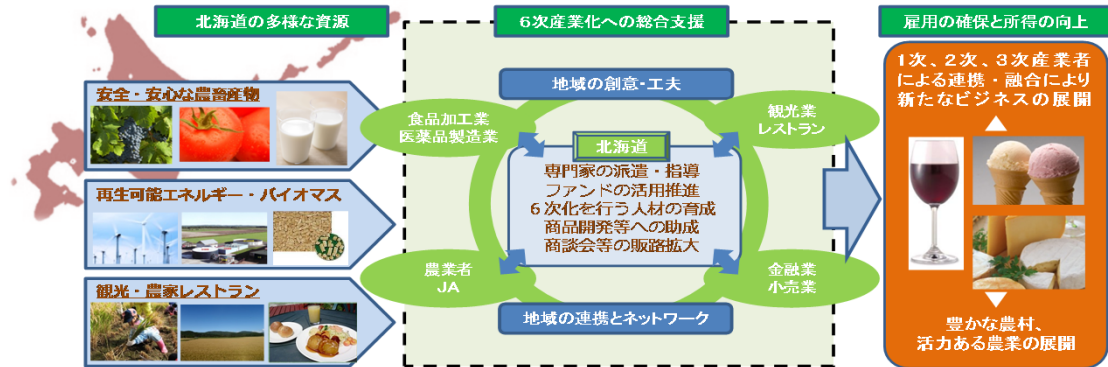 北海道の多様な資源
6次産業化への総合支援
雇用の確保と所得の向上
安全・安心な農畜産物
再生可能エネルギー・バイオマス
観光・農家レストラン
地域の創意・工夫
食品加工業
医薬品製造業
観光業
レストラン
北海道
専門家の派遣・指導
ファンドの活用推進
6次化を行う人材の育成
商品開発等への助成
商談会等の販路拡大
農業者
JA
金融業
小売業
地域の連携とネットワーク
1次、2次、3次産業者
による連携・融合により
新たなビジネスの展開
豊かな農村、
活力ある農業の展開